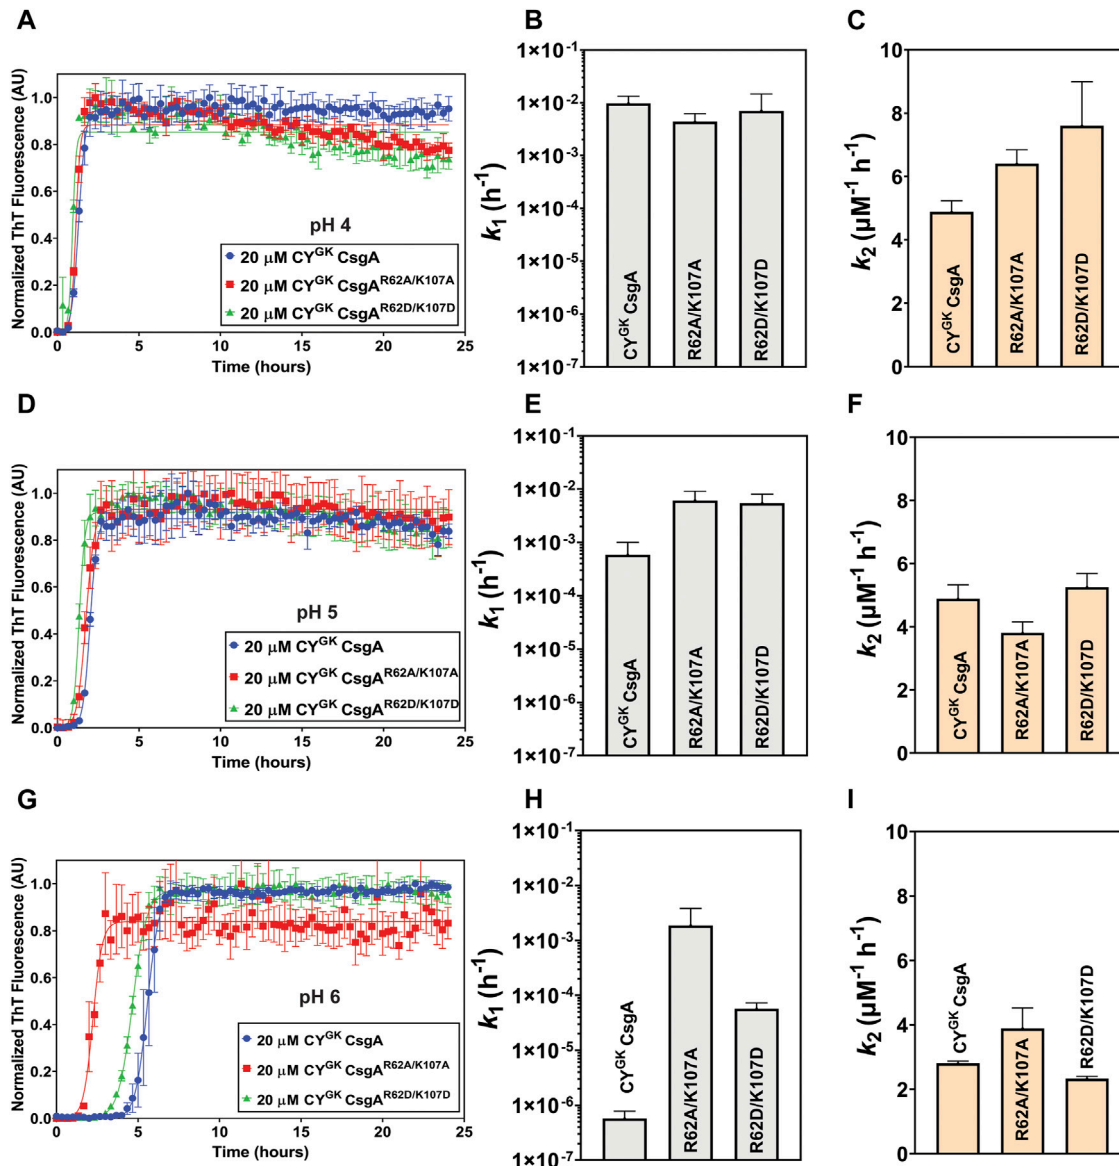 A
Normalized ThT Fluorescence (AU)
1.0
0.8
0.6
0.4
0.2
0.0
0 5 10 15 20 25
Time (hours)
pH 4
20 μM CY^GK CsgA
20 μM CY^GK CsgA^R62A/K107A
20 μM CY^GK CsgA^R62D/K107D
B
k₁ (h⁻¹)
1×10⁻¹
1×10⁻²
1×10⁻³
1×10⁻⁴
1×10⁻⁵
1×10⁻⁶
1×10⁻⁷
CY^GK CsgA
R62A/K107A
R62D/K107D
C
k₂ (μM⁻¹ h⁻¹)
10
8
6
4
2
0
CY^GK CsgA
R62A/K107A
R62D/K107D
D
Normalized ThT Fluorescence (AU)
1.0
0.8
0.6
0.4
0.2
0.0
0 5 10 15 20 25
Time (hours)
pH 5
20 μM CY^GK CsgA
20 μM CY^GK CsgA^R62A/K107A
20 μM CY^GK CsgA^R62D/K107D
E
k₁ (h⁻¹)
1×10⁻¹
1×10⁻²
1×10⁻³
1×10⁻⁴
1×10⁻⁵
1×10⁻⁶
1×10⁻⁷
CY^GK CsgA
R62A/K107A
R62D/K107D
F
k₂ (μM⁻¹ h⁻¹)
10
8
6
4
2
0
CY^GK CsgA
R62A/K107A
R62D/K107D
G
Normalized ThT Fluorescence (AU)
1.0
0.8
0.6
0.4
0.2
0.0
0 5 10 15 20 25
Time (hours)
pH 6
20 μM CY^GK CsgA
20 μM CY^GK CsgA^R62A/K107A
20 μM CY^GK CsgA^R62D/K107D
H
k₁ (h⁻¹)
1×10⁻¹
1×10⁻²
1×10⁻³
1×10⁻⁴
1×10⁻⁵
1×10⁻⁶
1×10⁻⁷
CY^GK CsgA
R62A/K107A
R62D/K107D
I
k₂ (μM⁻¹ h⁻¹)
10
8
6
4
2
0
CY^GK CsgA
R62A/K107A
R62D/K107D